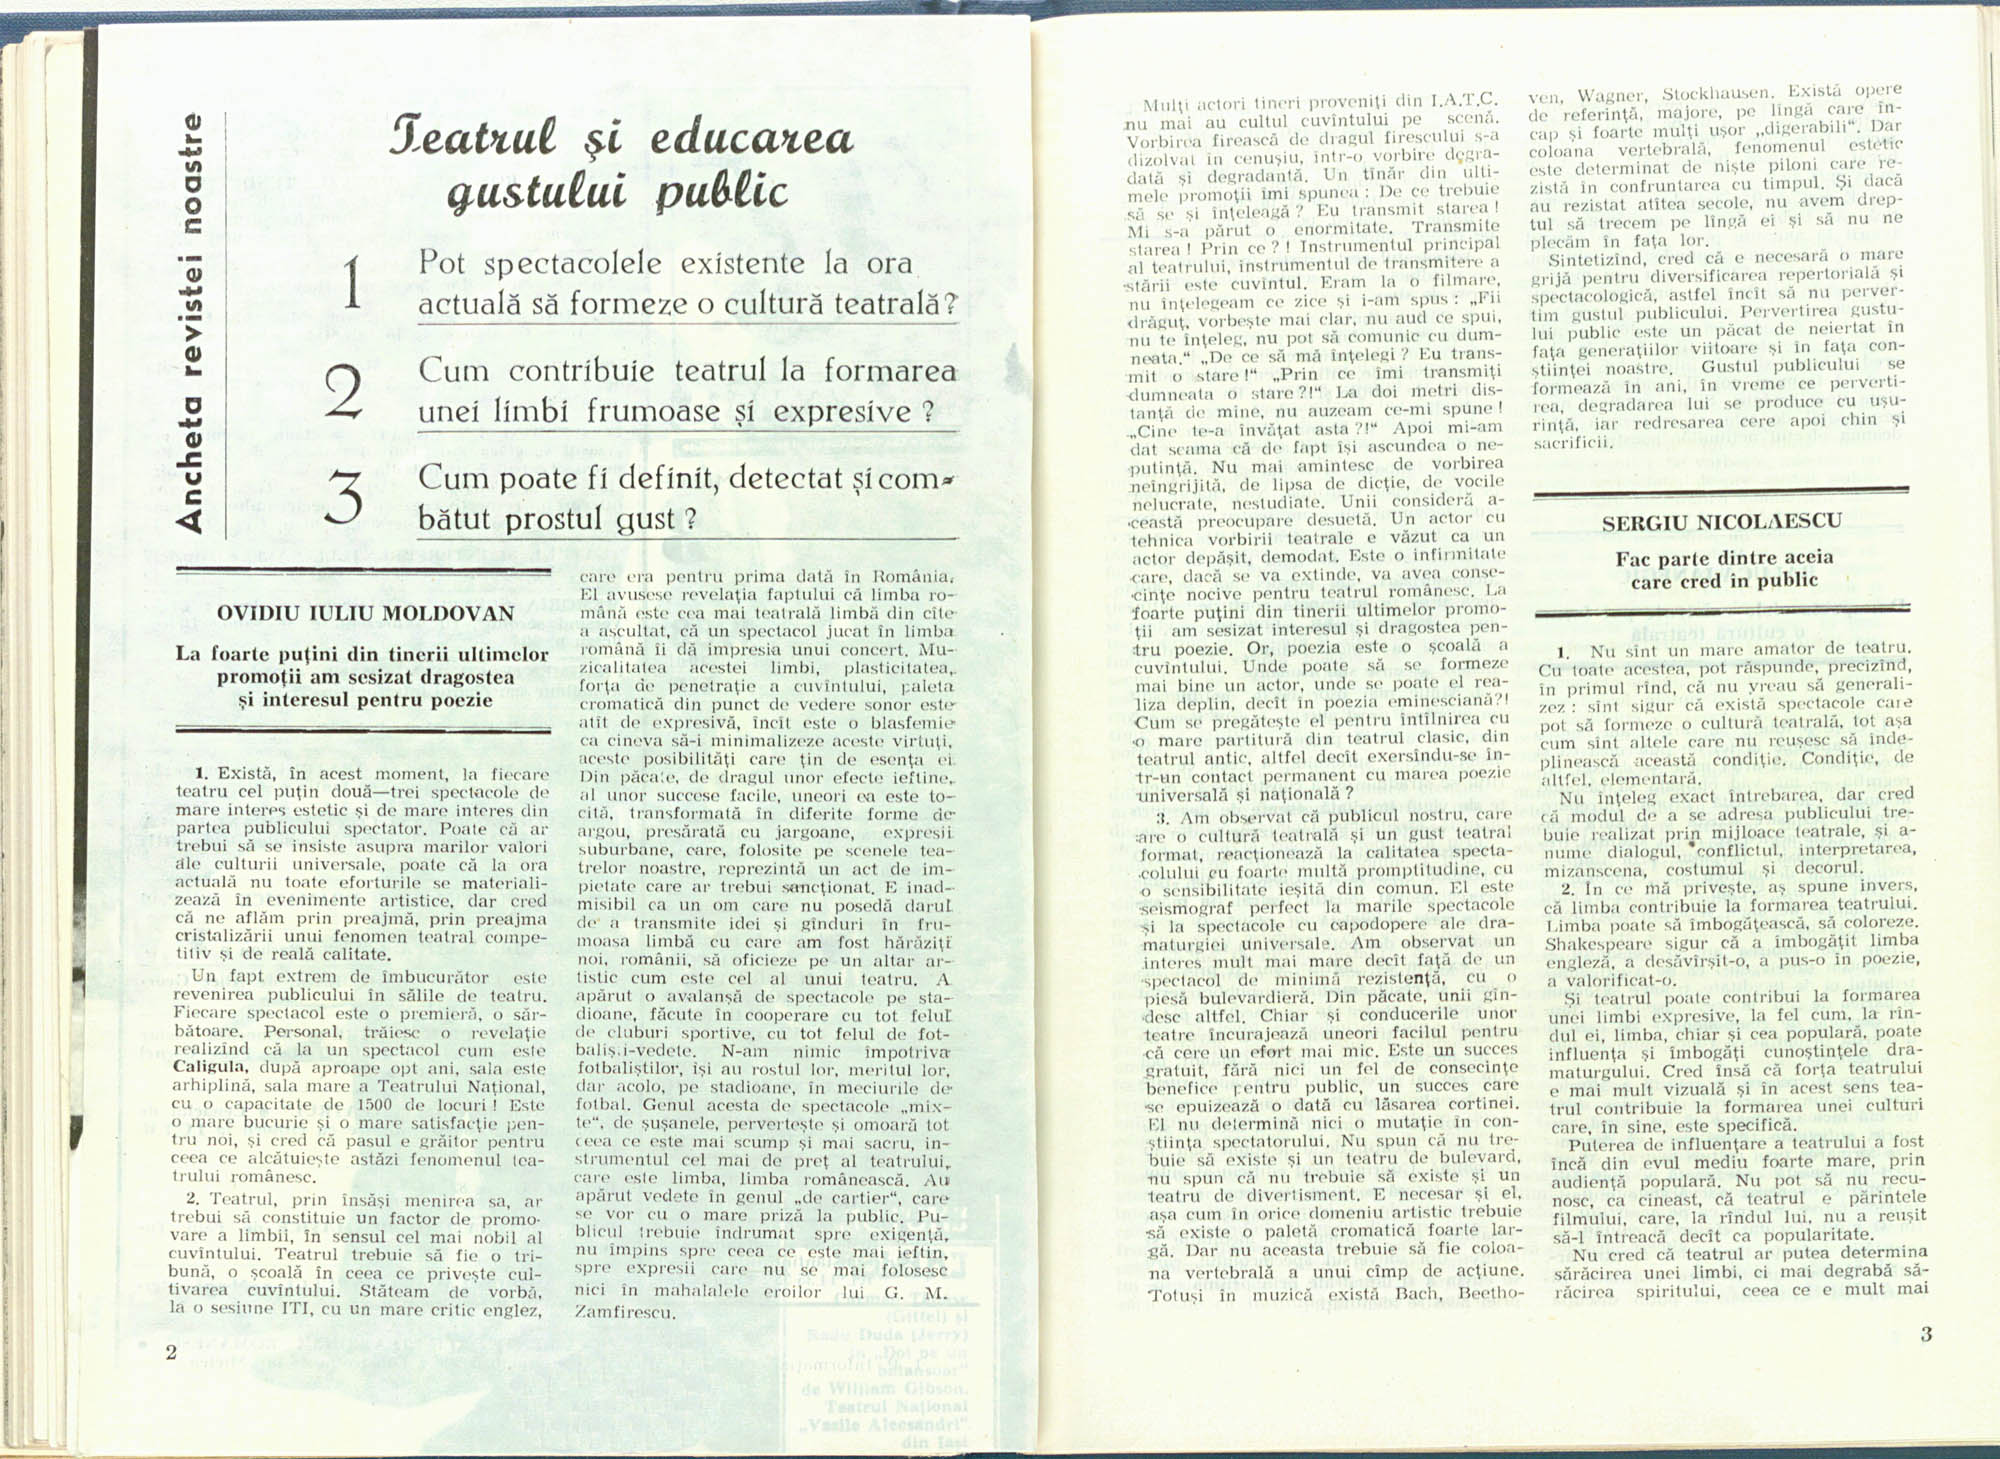 Ancheta revistei noastre
Teatrul și educarea
gustului public
1 Pot spectacolele existente la ora
actuală să formeze o cultură teatrală?
2 Cum contribuie teatrul la formarea
unei limbi frumoase și expresive ?
3 Cum poate fi definit, detectat și com-
bătut prostul gust ?
OVIDIU IULIU MOLDOVAN
La foarte puțini din tinerii ultimelor
promoții am sesizat dragostea
și interesul pentru poezie
1. Există, în acest moment, la fiecare
teatru cel puțin două—trei spectacole de
mare interes estetic și de mare interes din
partea publicului spectator. Poate că ar
trebui să se insiste asupra marilor valori
ale culturii universale, poate că la ora
actuală nu toate eforturile se materiali-
zează în evenimente artistice, dar cred
că ne aflăm prin preajmă, prin preajma
cristalizării unui fenomen teatral compe-
titiv și de reală calitate.
Un fapt extrem de îmbucurător este
revenirea publicului în sălile de teatru.
Fiecare spectacol este o premieră, o săr-
bătoare. Personal, trăiesc o revelație
realizînd că la un spectacol cum este
Caligula, după aproape opt ani, sala este
arhiplină, sala mare a Teatrului Național,
cu o capacitate de 1500 de locuri ! Este
o mare bucurie și o mare satisfacție pen-
tru noi, și cred că pasul e grăitor pentru
ceea ce alcătuiește astăzi fenomenul tea-
trului românesc.
2. Teatrul, prin însăși menirea sa, ar
trebui să constituie un factor de promo-
vare a limbii, în sensul cel mai nobil al
cuvîntului. Teatrul trebuie să fie o tri-
bună, o școală în ceea ce privește cul-
tivarea cuvîntului. Stăteam de vorbă,
la o sesiune ITI, cu un mare critic englez,
care era pentru prima dată în România.
El avusese revelația faptului că limba ro-
mână este cea mai teatrală limbă din cîte
a ascultat, că un spectacol jucat în limba
română îi dă impresia unui concert. Mu-
zicalitatea acestei limbi, plasticitatea,
forța de penetrație a cuvîntului, paleta
cromatică din punct de vedere sonor este
atît de expresivă, încît este o blasfemie
ca cineva să-i minimalizeze aceste virtuți,
aceste posibilități care țin de esența ei.
Din păcate, de dragul unor efecte ieftine,
al unor succese facile, uneori ea este to-
cită, transformată în diferite forme de
argou, presărată cu jargoane, expresii
suburbane, care, folosite pe scenele tea-
trelor noastre, reprezintă un act de im-
pietate care ar trebui sancționat. E inad-
misibil ca un om care nu posedă darul
de a transmite idei și gînduri în fru-
moasa limbă cu care am fost hărăziți
noi, românii, să oficieze pe un altar ar-
tistic cum este cel al unui teatru. A
apărut o avalanșă de spectacole pe sta-
dioane, făcute în cooperare cu tot felul
de cluburi sportive, cu tot felul de fot-
baliști-vedete. N-am nimic împotriva
fotbaliștilor, își au rostul lor, meritul lor,
dar acolo, pe stadioane, în meciurile de
fotbal. Genul acesta de spectacole „mix-
te“, de șușanele, pervertește și omoară tot
ceea ce este mai scump și mai sacru, in-
strumentul cel mai de preț al teatrului,
care este limba, limba românească. Au
apărut vedete în genul „de cartier“, care
se vor cu o mare priză la public. Pu-
blicul trebuie îndrumat spre exigență,
nu împins spre ceea ce este mai ieftin,
spre expresii care nu se mai folosesc
nici în mahalalele eroilor lui G. M.
Zamfirescu.
2
Mulți actori tineri proveniți din I.A.T.C.
nu mai au cultul cuvîntului pe scenă.
Vorbirea firească de dragul firescului s-a
dizolvat în cenușiu, într-o vorbire degra-
dată și degradantă. Un tînăr din ulti-
mele promoții îmi spunea : De ce trebuie
să se și înțeleagă ? Eu transmit starea !
Mi s-a părut o enormitate. Transmite
starea ! Prin ce ? ! Instrumentul principal
al teatrului, instrumentul de transmitere a
stării este cuvîntul. Eram la o filmare,
nu înțelegeam ce zice și i-am spus : „Fii
drăguț, vorbește mai clar, nu aud ce spui,
nu te înțeleg, nu pot să comunic cu dum-
neata.“ „De ce să mă înțelegi ? Eu trans-
mit o stare !“ „Prin ce îmi transmiți
dumneata o stare ?!“ La doi metri dis-
tanță de mine, nu auzeam ce-mi spune !
„Cine te-a învățat asta ?!“ Apoi mi-am
dat seama că de fapt își ascundea o ne-
putință. Nu mai amintesc de vorbirea
neîngrijită, de lipsa de dicție, de vocile
nelucrate, nestudiate. Unii consideră a-
ceastă preocupare desuetă. Un actor cu
tehnica vorbirii teatrale e văzut ca un
actor depășit, demodat. Este o infirmitate
care, dacă se va extinde, va avea conse-
cințe nocive pentru teatrul românesc. La
foarte puțini din tinerii ultimelor promo-
ții am sesizat interesul și dragostea pen-
tru poezie. Or, poezia este o școală a
cuvîntului. Unde poate să se formeze
mai bine un actor, unde se poate el rea-
liza deplin, decît în poezia eminesciană?!
Cum se pregătește el pentru întîlnirea cu
o mare partitură din teatrul clasic, din
teatrul antic, altfel decît exersîndu-se în-
tr-un contact permanent cu marea poezie
universală și națională ?
3. Am observat că publicul nostru, care
are o cultură teatrală și un gust teatral
format, reacționează la calitatea specta-
colului cu foarte multă promptitudine, cu
o sensibilitate ieșită din comun. El este
seismograf perfect la marile spectacole
și la spectacole cu capodopere ale dra-
maturgiei universale. Am observat un
interes mult mai mare decît față de un
spectacol de minimă rezistență, cu o
piesă bulevardieră. Din păcate, unii gîn-
desc altfel. Chiar și conducerile unor
teatre încurajează uneori facilul pentru
că cere un efort mai mic. Este un succes
gratuit, fără nici un fel de consecințe
benefice pentru public, un succes care
se epuizează o dată cu lăsarea cortinei.
El nu determină nici o mutație în con-
știința spectatorului. Nu spun că nu tre-
buie să existe și un teatru de bulevard,
nu spun că nu trebuie să existe și un
teatru de divertisment. E necesar și el,
așa cum în orice domeniu artistic trebuie
să existe o paletă cromatică foarte lar-
gă. Dar nu aceasta trebuie să fie coloa-
na vertebrală a unui cîmp de acțiune.
Totuși în muzică există Bach, Beetho-
ven, Wagner, Stockhausen. Există opere
de referință, majore, pe lîngă care în-
cap și foarte mulți ușor „digerabili“. Dar
coloana vertebrală, fenomenul estetic
este determinat de niște piloni care re-
zistă în confruntarea cu timpul. Și dacă
au rezistat atîtea secole, nu avem drep-
tul să trecem pe lîngă ei și să nu ne
plecăm în fața lor.
Sintetizînd, cred că e necesară o mare
grijă pentru diversificarea repertorială și
spectacologică, astfel încît să nu perver-
tim gustul publicului. Pervertirea gustu-
lui public este un păcat de neiertat în
fața generațiilor viitoare și în fața con-
științei noastre. Gustul publicului se
formează în ani, în vreme ce perverti-
rea, degradarea lui se produce cu ușu-
rință, iar redresarea cere apoi chin și
sacrificii.
SERGIU NICOLAESCU
Fac parte dintre aceia
care cred în public
1. Nu sînt un mare amator de teatru.
Cu toate acestea, pot răspunde, precizînd,
în primul rînd, că nu vreau să generali-
zez : sînt sigur că există spectacole care
pot să formeze o cultură teatrală, tot așa
cum sînt altele care nu reușesc să înde-
plinească această condiție. Condiție, de
altfel, elementară.
Nu înțeleg exact întrebarea, dar cred
că modul de a se adresa publicului tre-
buie realizat prin mijloace teatrale, și a-
nume dialogul, conflictul, interpretarea,
mizanscena, costumul și decorul.
2. În ce mă privește, aș spune invers,
că limba contribuie la formarea teatrului.
Limba poate să îmbogățească, să coloreze.
Shakespeare sigur că a îmbogățit limba
engleză, a desăvîrșit-o, a pus-o în poezie,
a valorificat-o.
Și teatrul poate contribui la formarea
unei limbi expresive, la fel cum, la rîn-
dul ei, limba, chiar și cea populară, poate
influența și îmbogăți cunoștințele dra-
maturgului. Cred însă că forța teatrului
e mai mult vizuală și în acest sens tea-
trul contribuie la formarea unei culturi
care, în sine, este specifică.
Puterea de influențare a teatrului a fost
încă din evul mediu foarte mare, prin
audiență populară. Nu pot să nu recu-
nosc, ca cineast, că teatrul e părintele
filmului, care, la rîndul lui, nu a reușit
să-l întreacă decît ca popularitate.
Nu cred că teatrul ar putea determina
sărăcirea unei limbi, ci mai degrabă să-
răcirea spiritului, ceea ce e mult mai
3